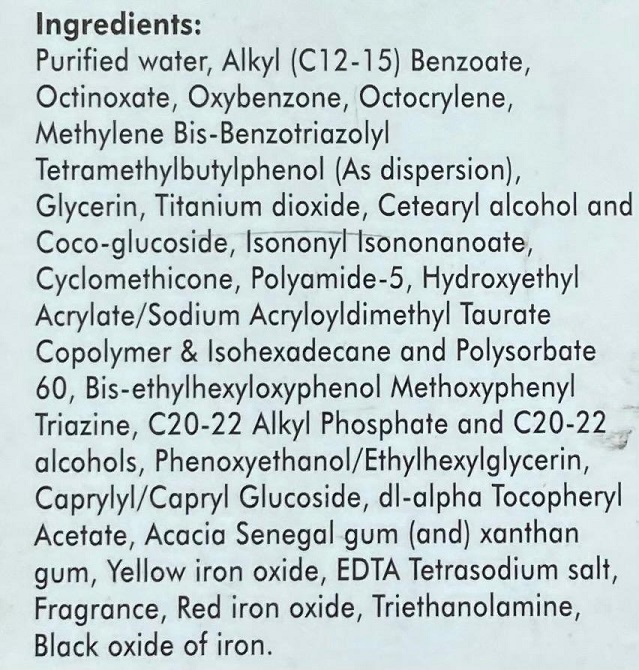 Ingredients:
Purified water, Alkyl (C12-15) Benzoate,
Octinoxate, Oxybenzone, Octocrylene,
Methylene Bis-Benzotriazolyl
Tetramethylbutylphenol (As dispersion),
Glycerin, Titanium dioxide, Cetearyl alcohol and
Coco-glucoside, Isononyl Isononanoate,
Cyclomethicone, Polyamide-5, Hydroxyethyl
Acrylate/Sodium Acryloyldimethyl Taurate
Copolymer & Isohexadecane and Polysorbate
60, Bis-ethylhexyloxyphenol Methoxyphenyl
Triazine, C20-22 Alkyl Phosphate and C20-22
alcohols, Phenoxyethanol/Ethylhexylglycerin,
Caprylyl/Capryl Glucoside, dl-alpha Tocopheryl
Acetate, Acacia Senegal gum (and) xanthan
gum, Yellow iron oxide, EDTA Tetrasodium salt,
Fragrance, Red iron oxide, Triethanolamine,
Black oxide of iron.